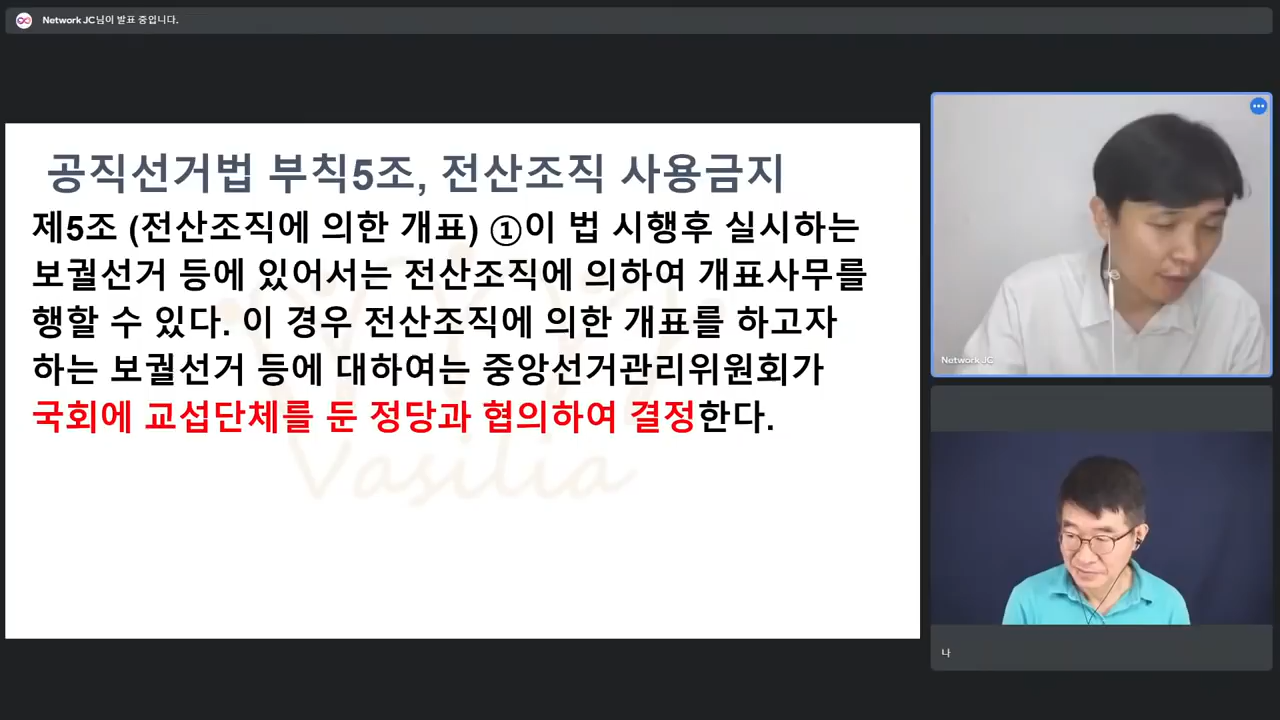 Network JC님이 발표 중입니다.
공직선거법 부칙5조, 전산조직 사용금지
제5조 (전산조직에 의한 개표) ①이 법 시행후 실시하는
보궐선거 등에 있어서는 전산조직에 의하여 개표사무를
행할 수 있다. 이 경우 전산조직에 의한 개표를 하고자
하는 보궐선거 등에 대하여는 중앙선거관리위원회가
국회에 교섭단체를 둔 정당과 협의하여 결정한다.
Vasilia
Network JC
나